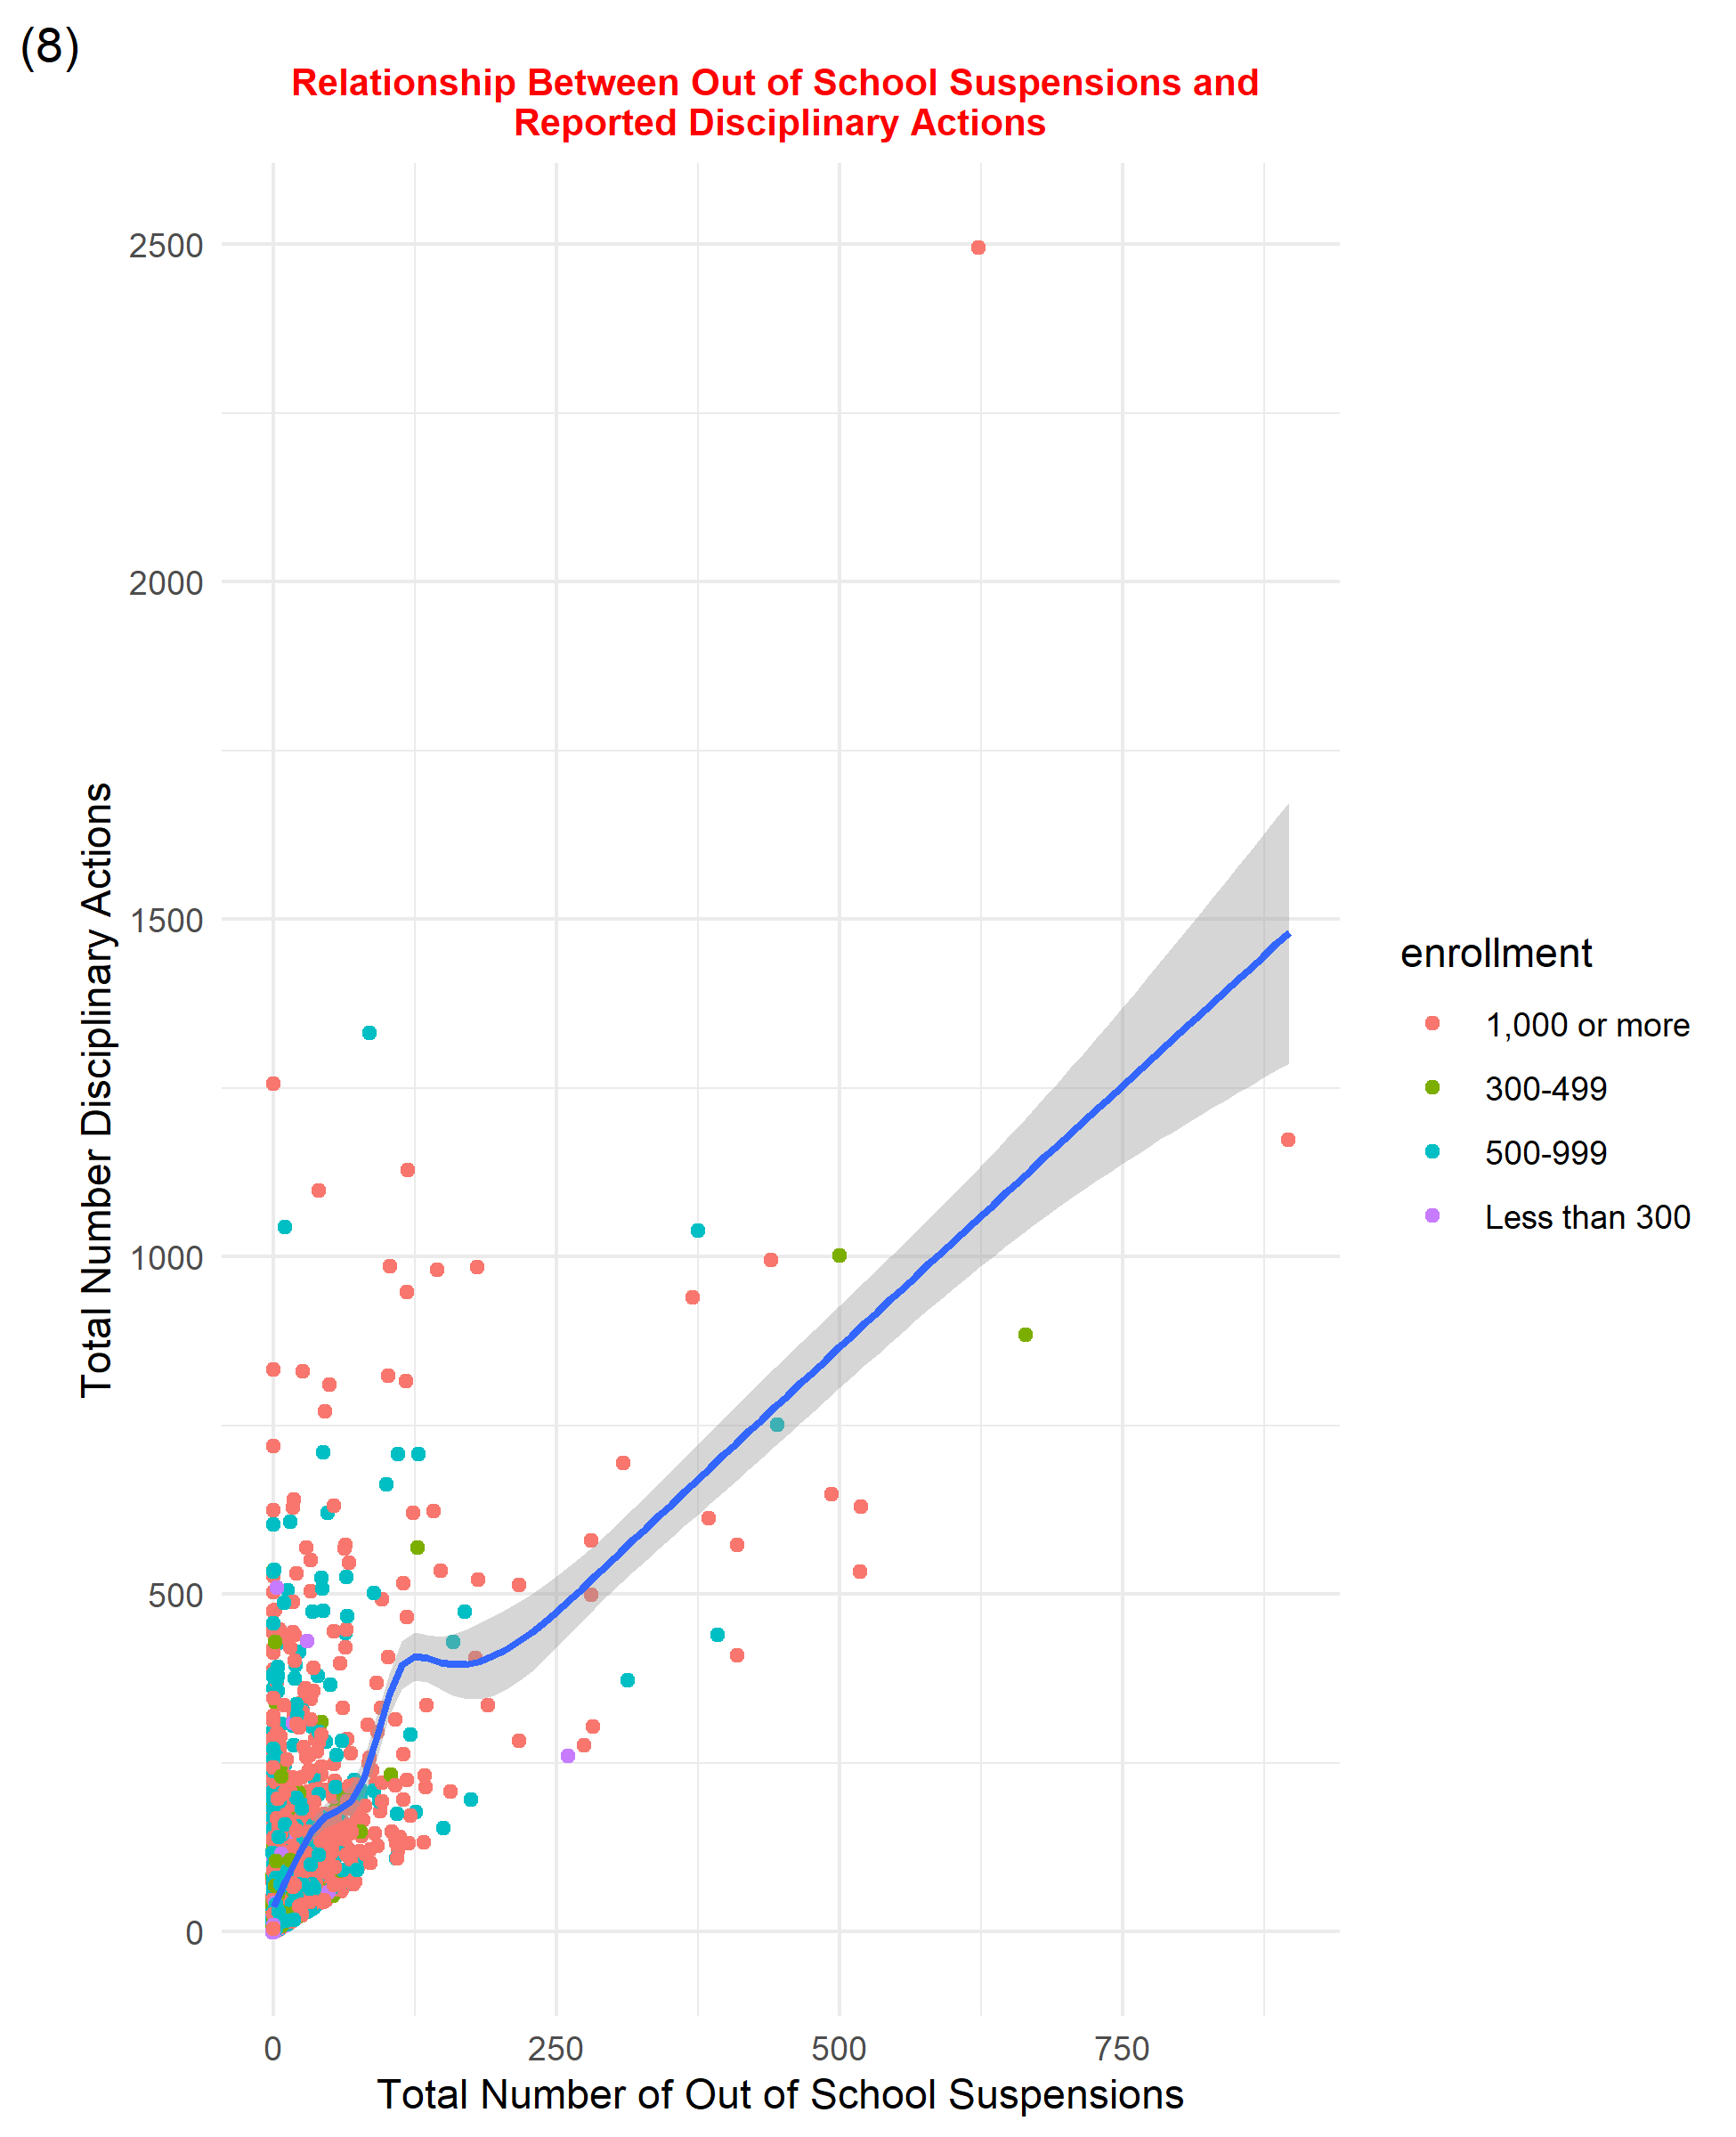 (8)
Relationship Between Out of School Suspensions and
Reported Disciplinary Actions
Total Number Disciplinary Actions
2500
2000
1500
1000
500
0
0
250
500
750
Total Number of Out of School Suspensions
enrollment
1,000 or more
300-499
500-999
Less than 300